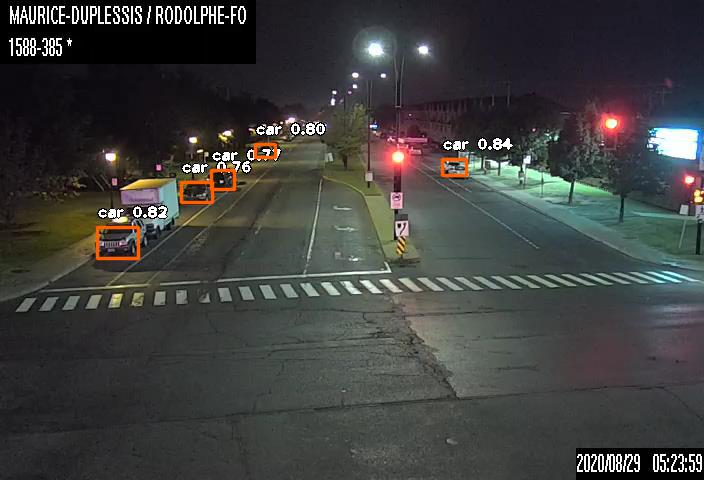 MAURICE-DUPLESSIS / RODOLPHE-FO
1588-385 *
car 0.80
car 0.84
car 0.76
car 0.82
2020/08/29 05:23:59